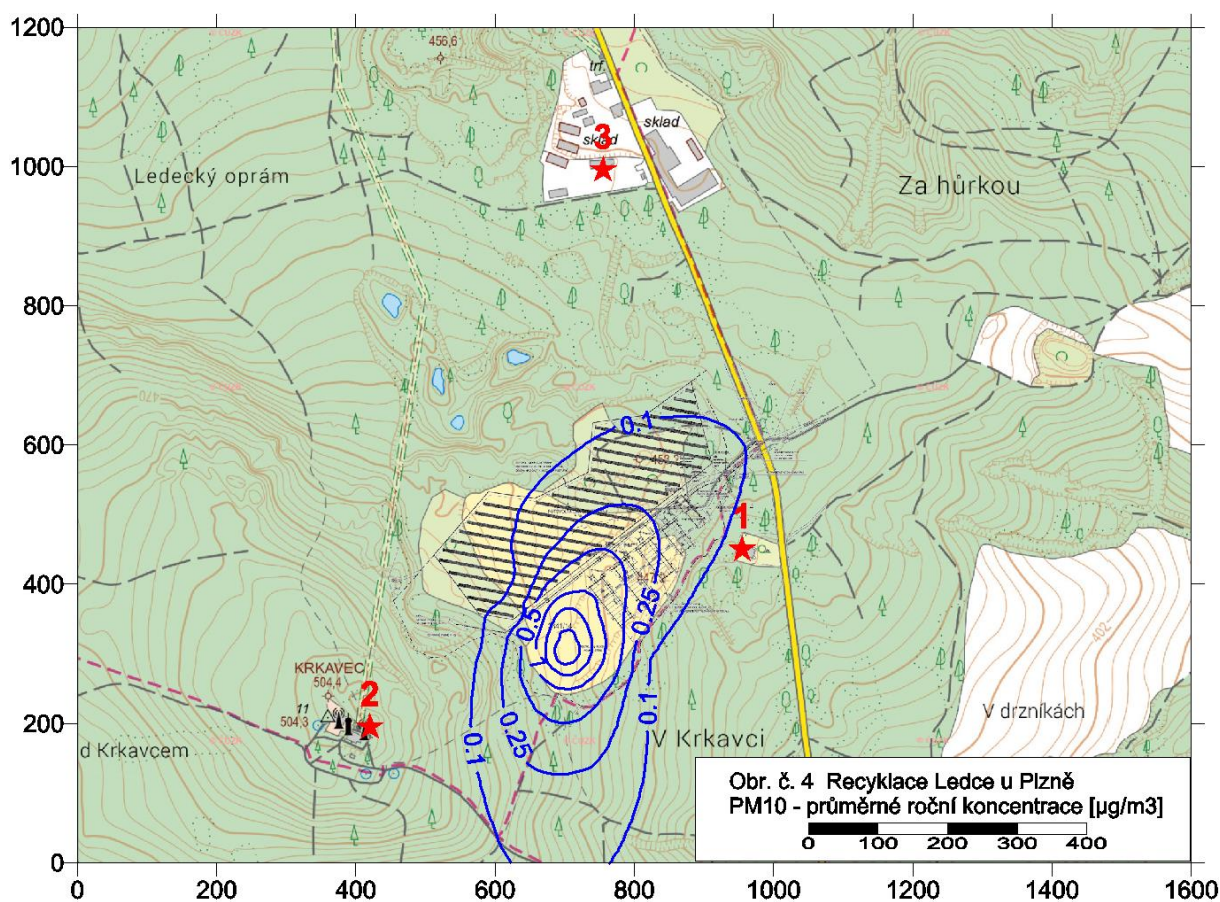 1200
1000
800
600
400
200
0
456,6
trf
sklad
3
sklad
Ledecký oprám
Za hůrkou
0.1
1
0.25
0.5
1
402
KRKAVEC
504,4
2
11
504,3
0.1
V drzníkách
0.25
0.1
V Krkavci
d Krkavcem
Obr. č. 4 Recyklace Ledce u Plzně
PM10 - průměrné roční koncentrace [µg/m3]
0 100 200 300 400
0 200 400 600 800 1000 1200 1400 1600